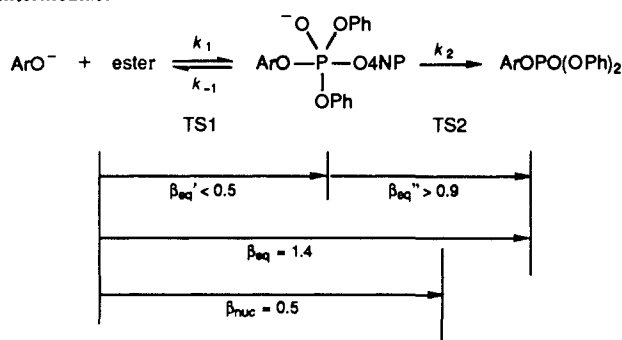 ⁻O OPh
k₁ k₂
ArO⁻ + ester ArO—P—O4NP ArOPO(OPh)₂
k₋₁
OPh
TS1 TS2
βeq' < 0.5 βeq" > 0.9
βeq = 1.4
βnuc = 0.5